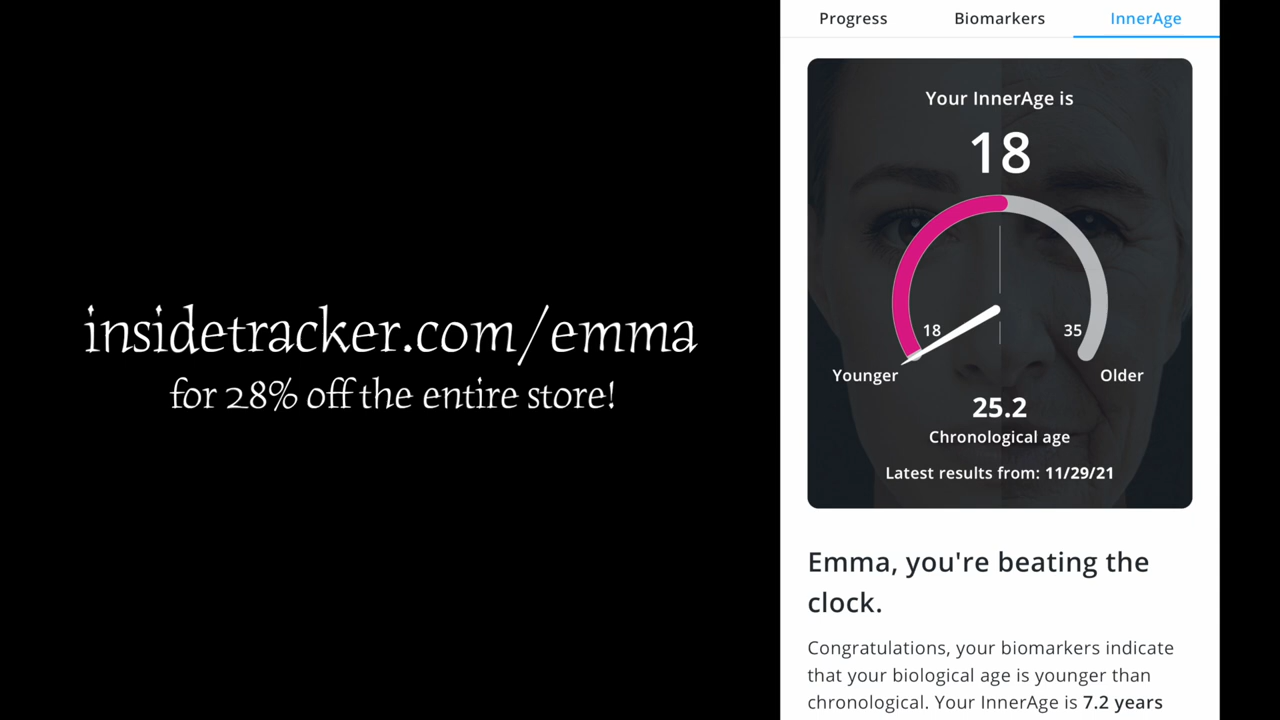 insidetracker.com/emma
for 28% off the entire store!
Progress Biomarkers InnerAge
Your InnerAge is
18
18 35
Younger Older
25.2
Chronological age
Latest results from: 11/29/21
Emma, you're beating the
clock.
Congratulations, your biomarkers indicate
that your biological age is younger than
chronological. Your InnerAge is 7.2 years